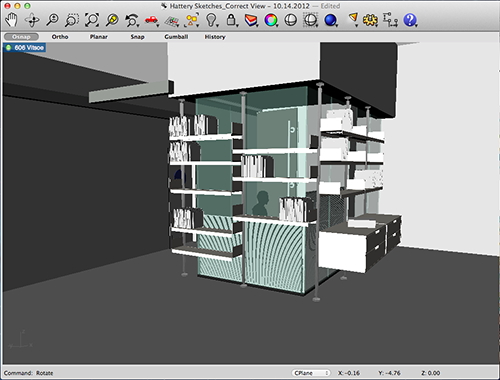 Hattery Sketches_Correct View – 10.14.2012 — Edited
Osnap Ortho Planar Snap Gumball History
606 Vitsoe
Command: Rotate CPlane X: -0.16 Y: -4.76 Z: 0.00